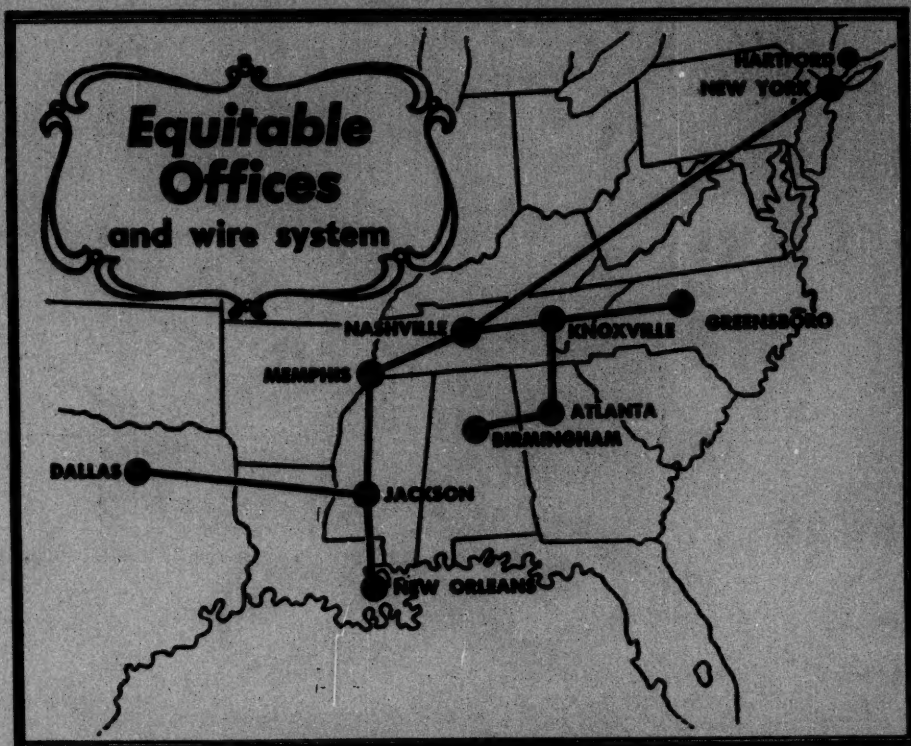 Equitable
Offices
and wire system
HARTFORD
NEW YORK
NASHVILLE
KNOXVILLE
GREENSBORO
MEMPHIS
ATLANTA
BIRMINGHAM
DALLAS
JACKSON
NEW ORLEANS